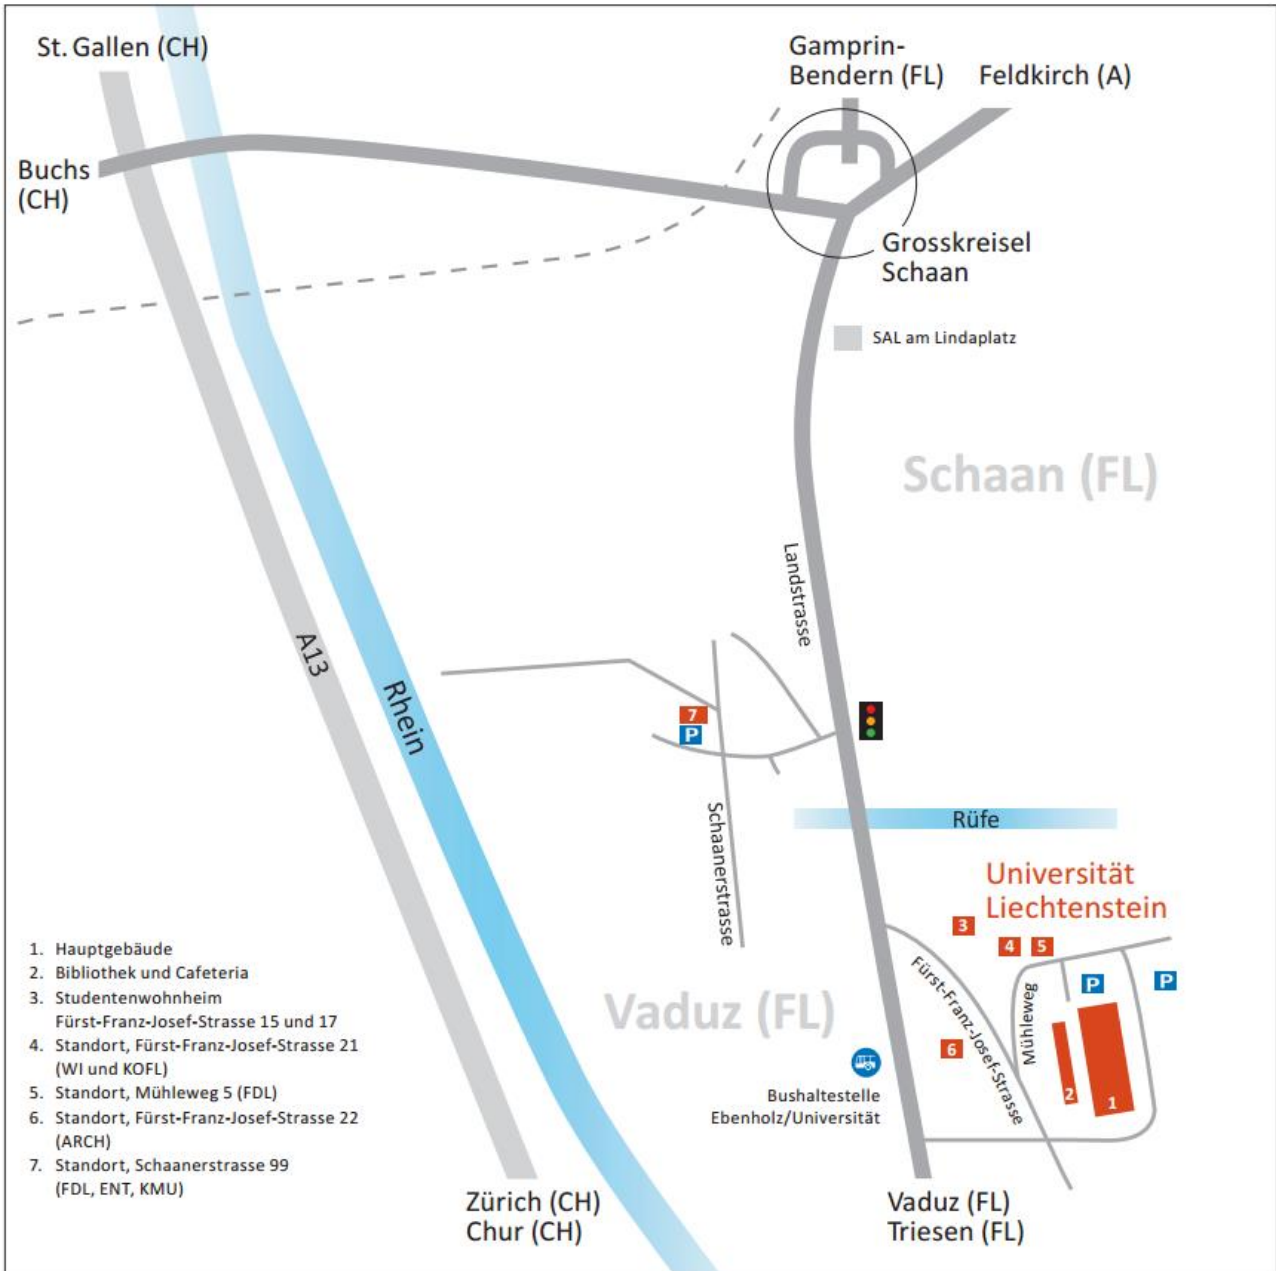 St. Gallen (CH)
Gamprin-
Bendern (FL)
Feldkirch (A)
Buchs
(CH)
Grosskreisel
Schaan
SAL am Lindaplatz
Schaan (FL)
Landstrasse
A13
Rhein
7
P
Schaanerstrasse
Rüfe
Universität
Liechtenstein
3
4
5
P
P
Fürst-Franz-Josef-Strasse
Mühleweg
6
2
1
Vaduz (FL)
Bushaltestelle
Ebenholz/Universität
1. Hauptgebäude
2. Bibliothek und Cafeteria
3. Studentenwohnheim
Fürst-Franz-Josef-Strasse 15 und 17
4. Standort, Fürst-Franz-Josef-Strasse 21
(WI und KOFL)
5. Standort, Mühleweg 5 (FDL)
6. Standort, Fürst-Franz-Josef-Strasse 22
(ARCH)
7. Standort, Schaanerstrasse 99
(FDL, ENT, KMU)
Zürich (CH)
Chur (CH)
Vaduz (FL)
Triesen (FL)